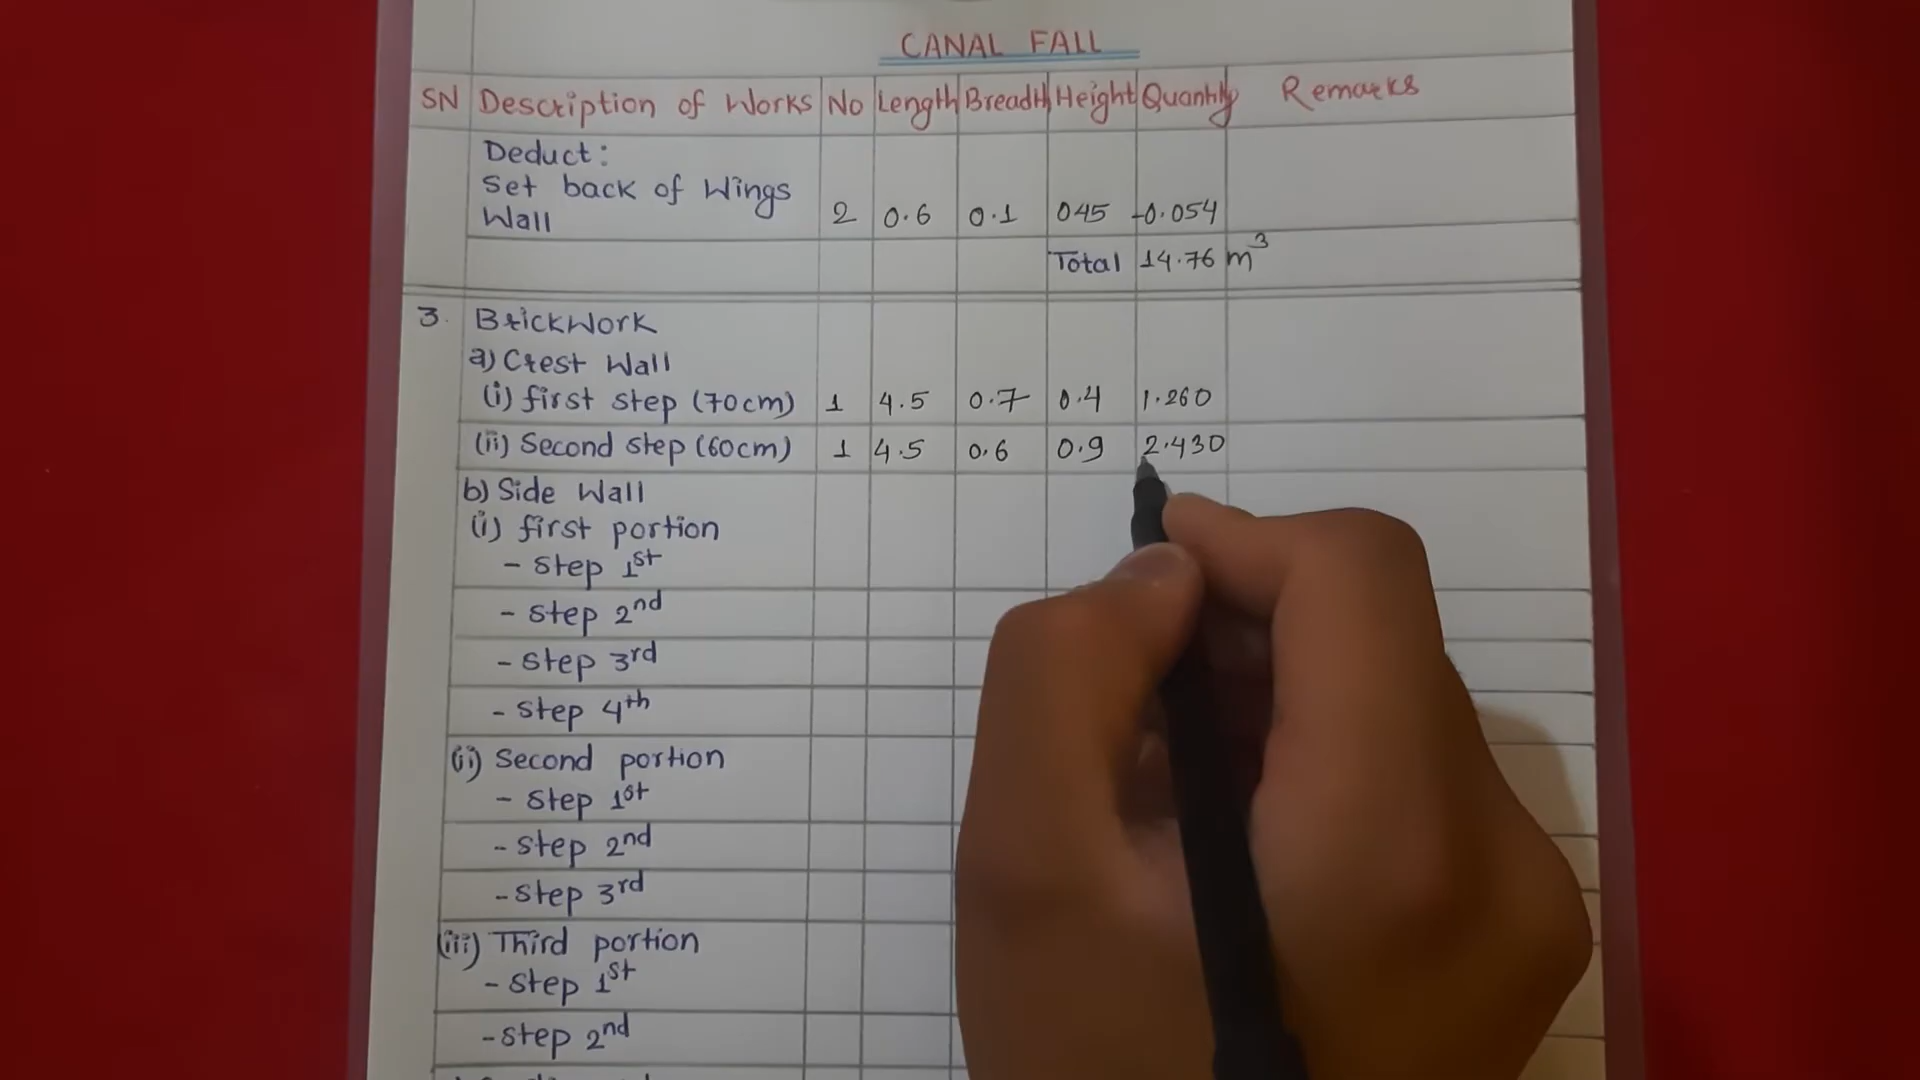 CANAL FALL
SN Description of Works No Length Breadth Height Quantity Remarks
Deduct:
Set back of Wings
Wall 2 0.6 0.1 045 -0.054
Total 14.76 m³
3. BrickWork
a) Crest Wall
(i) first step (70cm) 1 4.5 0.7 0.4 1.260
(ii) Second step (60cm) 1 4.5 0.6 0.9 2.430
b) Side Wall
(i) first portion
- Step 1st
- Step 2nd
- Step 3rd
- Step 4th
(ii) Second portion
- Step 1st
- Step 2nd
- Step 3rd
(iii) Third portion
- Step 1st
- Step 2nd